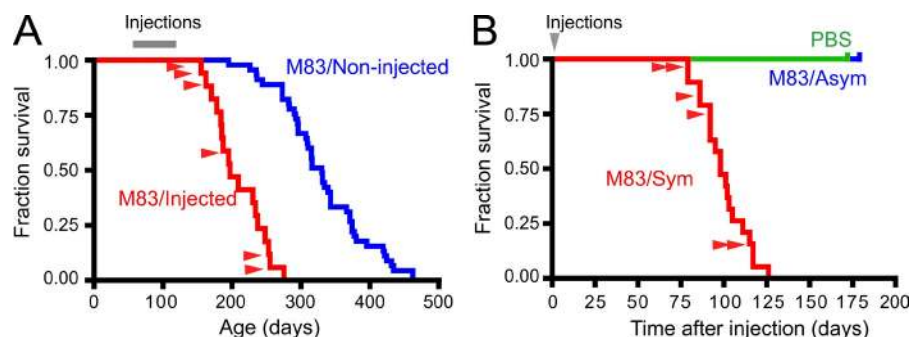 A
Injections
1.00
0.75
0.50
0.25
0.00
Fraction survival
M83/Non-injected
M83/Injected
0 100 200 300 400 500
Age (days)
B
Injections
1.00
0.75
0.50
0.25
0.00
Fraction survival
PBS
M83/Asym
M83/Sym
0 25 50 75 100 125 150 179 200
Time after injection (days)